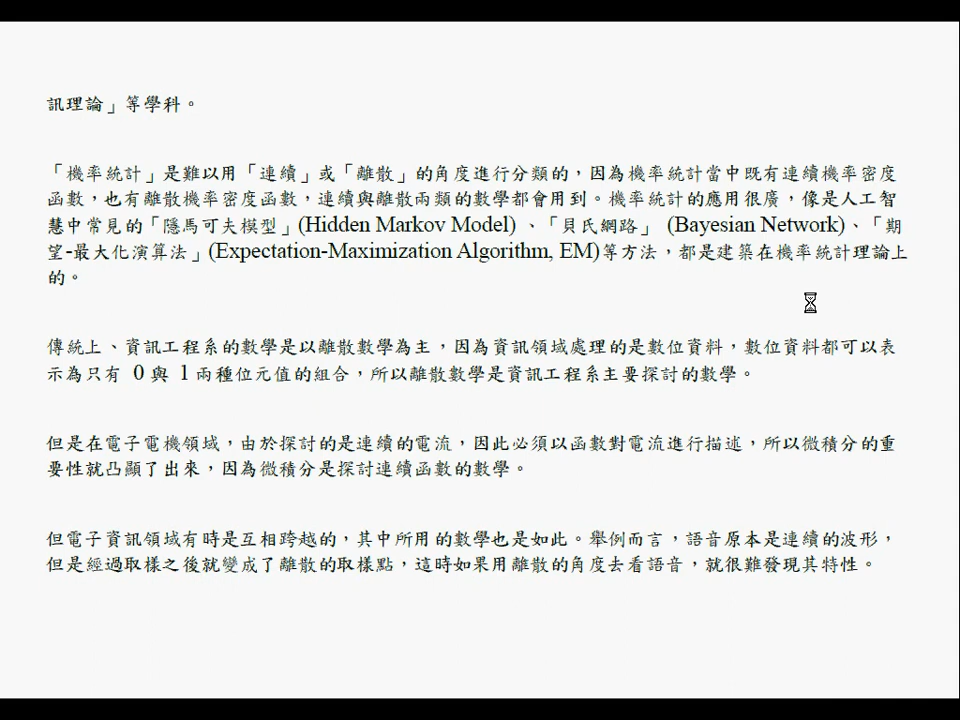 訊理論」等學科。
「機率統計」是難以用「連續」或「離散」的角度進行分類的，因為機率統計當中既有連續機率密度
函數，也有離散機率密度函數，連續與離散兩類的數學都會用到。機率統計的應用很廣，像是人工智
慧中常見的「隱馬可夫模型」(Hidden Markov Model) 、「貝氏網路」 (Bayesian Network)、「期
望-最大化演算法」(Expectation-Maximization Algorithm, EM)等方法，都是建築在機率統計理論上
的。
傳統上、資訊工程系的數學是以離散數學為主，因為資訊領域處理的是數位資料，數位資料都可以表
示為只有 0 與 1 兩種位元值的組合，所以離散數學是資訊工程系主要探討的數學。
但是在電子電機領域，由於探討的是連續的電流，因此必須以函數對電流進行描述，所以微積分的重
要性就凸顯了出來，因為微積分是探討連續函數的數學。
但電子資訊領域有時是互相跨越的，其中所用的數學也是如此。舉例而言，語音原本是連續的波形，
但是經過取樣之後就變成了離散的取樣點，這時如果用離散的角度去看語音，就很難發現其特性。